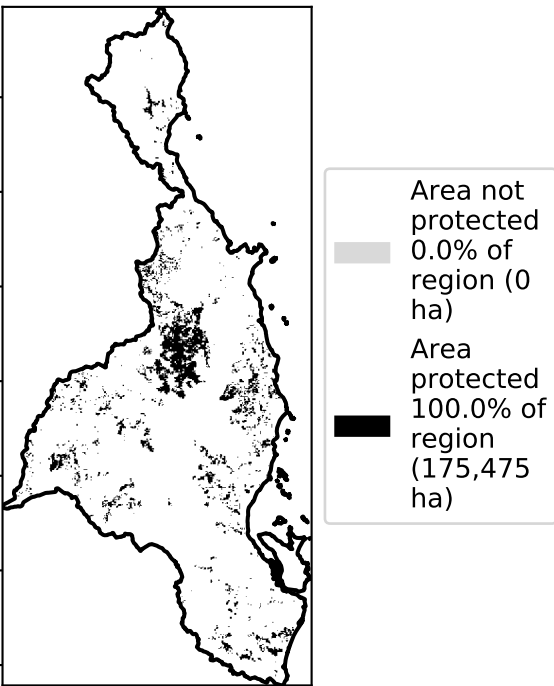 Area not
protected
0.0% of
region (0
ha)
Area
protected
100.0% of
region
(175,475
ha)